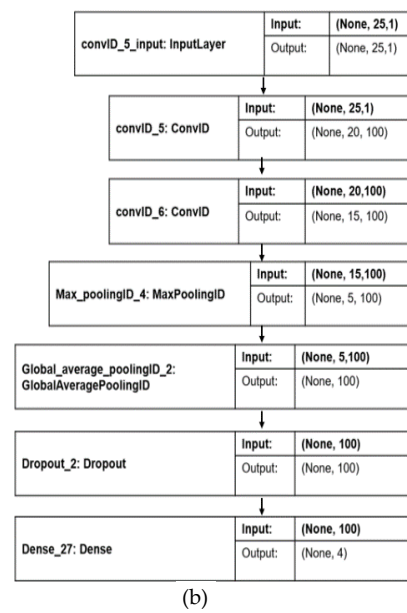 convID_5_input: InputLayer
Input: (None, 25,1)
Output: (None, 25,1)
convID_5: ConvID
Input: (None, 25,1)
Output: (None, 20, 100)
convID_6: ConvID
Input: (None, 20,100)
Output: (None, 15, 100)
Max_poolingID_4: MaxPoolingID
Input: (None, 15,100)
Output: (None, 5, 100)
Global_average_poolingID_2:
GlobalAveragePoolingID
Input: (None, 5,100)
Output: (None, 100)
Dropout_2: Dropout
Input: (None, 100)
Output: (None, 100)
Dense_27: Dense
Input: (None, 100)
Output: (None, 4)
(b)